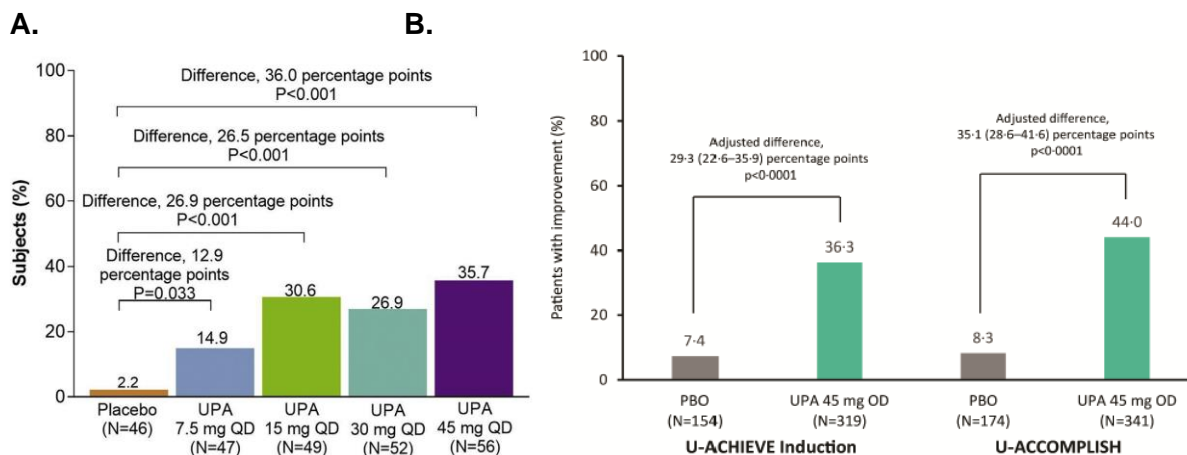 A.
100
80
60
40
20
0
Subjects (%)
Difference, 36.0 percentage points
P<0.001
Difference, 26.5 percentage points
P<0.001
Difference, 26.9 percentage points
P<0.001
Difference, 12.9
percentage points
P=0.033
2.2
14.9
30.6
26.9
35.7
Placebo
(N=46)
UPA
7.5 mg QD
(N=47)
UPA
15 mg QD
(N=49)
UPA
30 mg QD
(N=52)
UPA
45 mg QD
(N=56)
B.
100
80
60
40
20
0
Patients with improvement (%)
Adjusted difference,
29·3 (22·6–35·9) percentage points
p<0·0001
Adjusted difference,
35·1 (28·6–41·6) percentage points
p<0·0001
7·4
36·3
8·3
44·0
PBO
(N=154)
UPA 45 mg OD
(N=319)
PBO
(N=174)
UPA 45 mg OD
(N=341)
U-ACHIEVE Induction
U-ACCOMPLISH